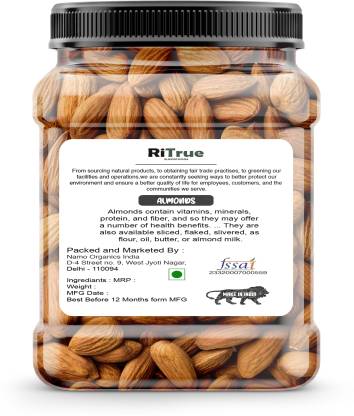 RiTrue
From sourcing natural products, to obtaining fair trade practises, to greening our
facilities and operations.we are constantly seeking ways to better protect our
environment and ensure a better quality of life for employees, customers, and the
communities we serve.
ALMONDS
Almonds contain vitamins, minerals,
protein, and fiber, and so they may offer
a number of health benefits. ... They are
also available sliced, flaked, slivered, as
flour, oil, butter, or almond milk.
Packed and Marketed By :
Namo Organics India
D-4 Street no. 9, West Jyoti Nagar,
Delhi - 110094
Ingridiants : MRP :
Weight :
MFG Date :
Best Before 12 Months form MFG
fssai
MAKE IN INDIA